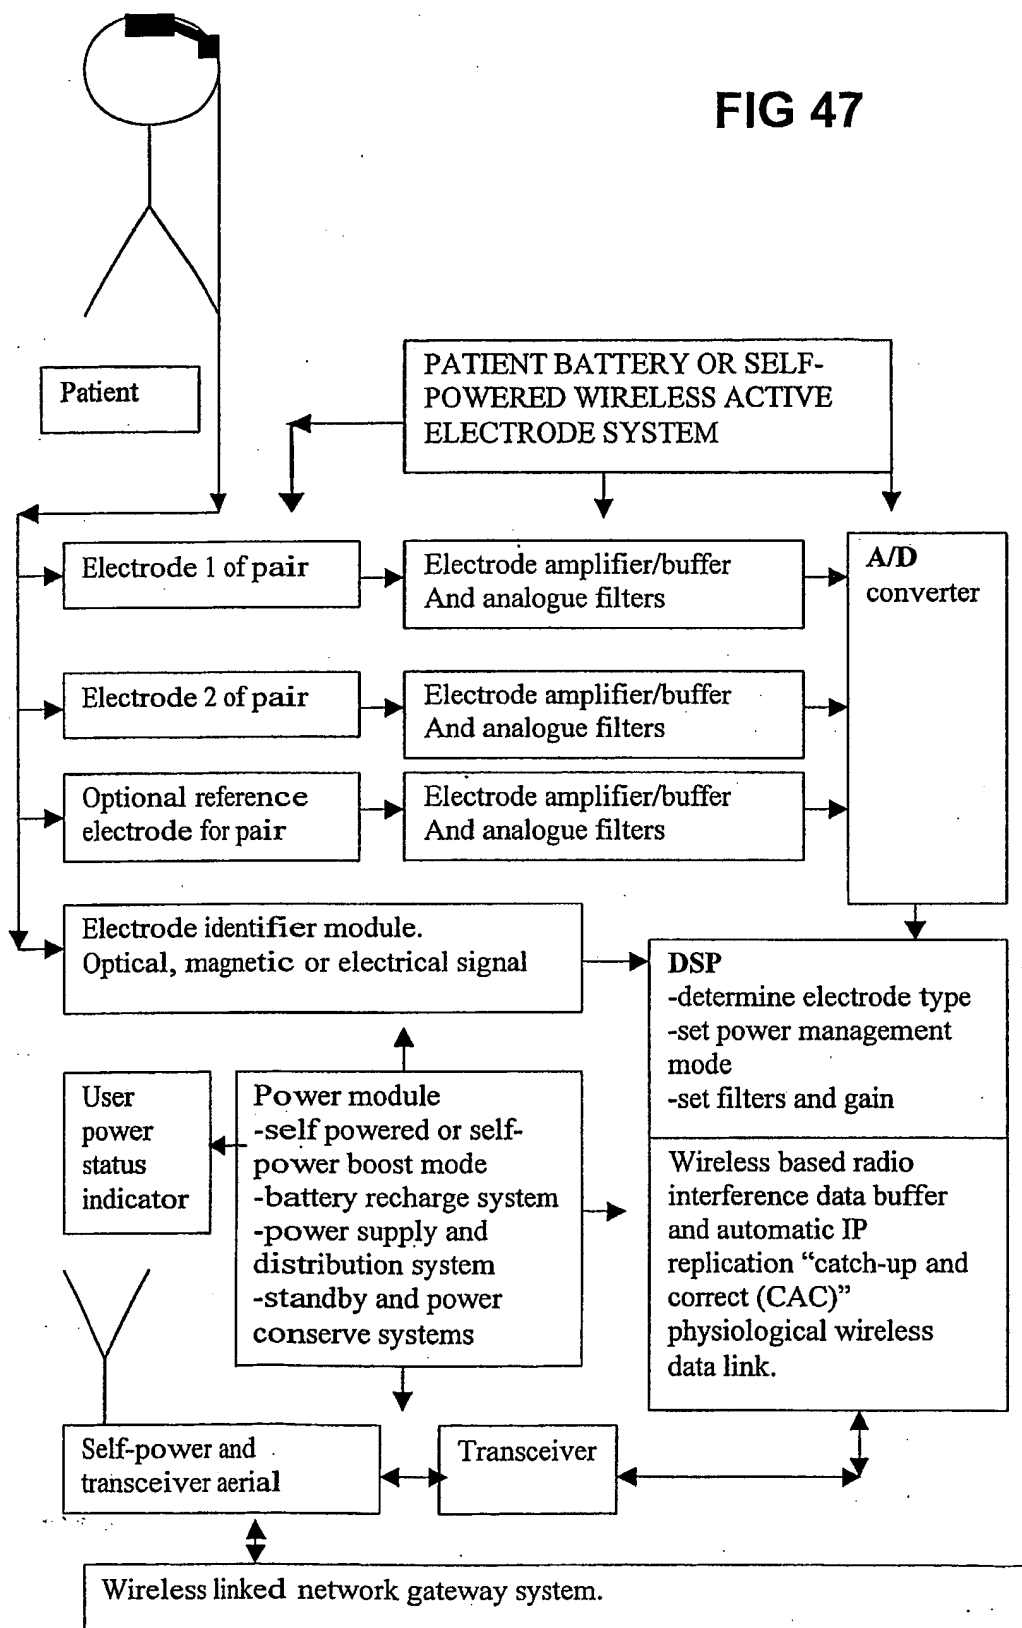 FIG 47
Patient
PATIENT BATTERY OR SELF-
POWERED WIRELESS ACTIVE
ELECTRODE SYSTEM
Electrode 1 of pair
Electrode amplifier/buffer
And analogue filters
A/D
converter
Electrode 2 of pair
Electrode amplifier/buffer
And analogue filters
Optional reference
electrode for pair
Electrode amplifier/buffer
And analogue filters
Electrode identifier module.
Optical, magnetic or electrical signal
DSP
-determine electrode type
-set power management
mode
-set filters and gain
User
power
status
indicator
Power module
-self powered or self-
power boost mode
-battery recharge system
-power supply and
distribution system
-standby and power
conserve systems
Wireless based radio
interference data buffer
and automatic IP
replication “catch-up and
correct (CAC)”
physiological wireless
data link.
Self-power and
transceiver aerial
Transceiver
Wireless linked network gateway system.